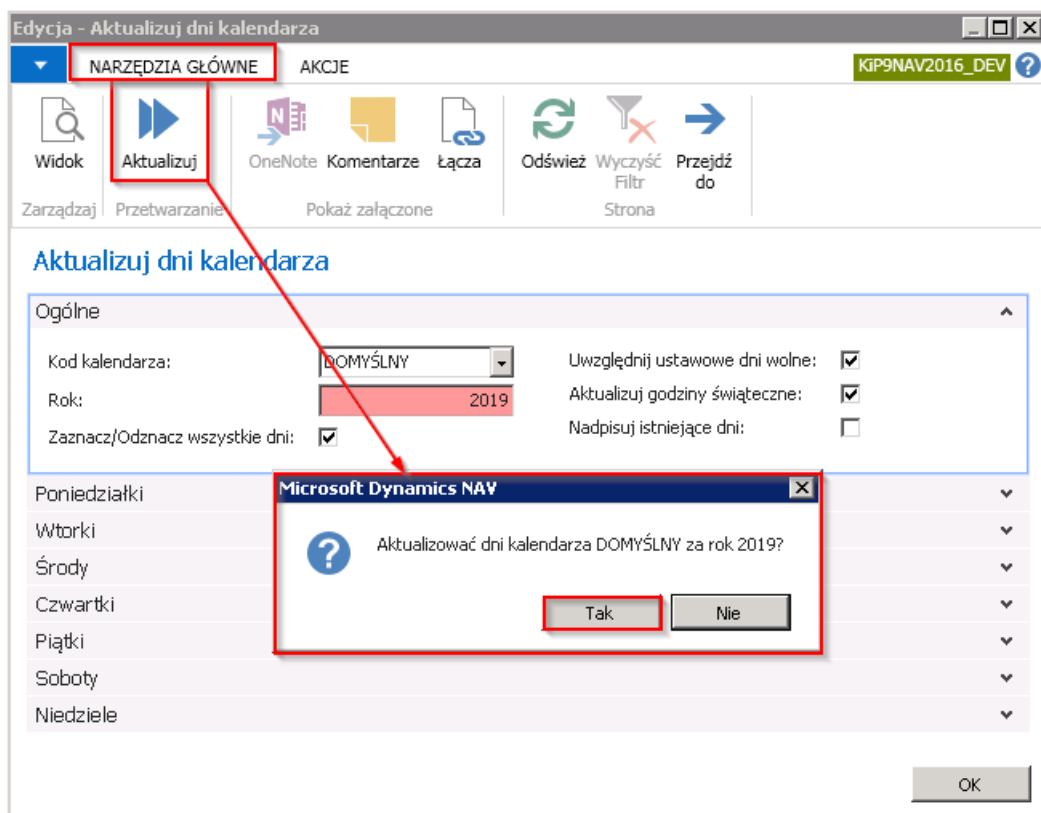 Edycja - Aktualizuj dni kalendarza
NARZĘDZIA GŁÓWNE AKCJE KiP9NAV2016_DEV ?
Widok Aktualizuj OneNote Komentarze Łącza Odśwież Wyczyść Filtr Przejdź do
Zarządzaj Przetwarzanie Pokaż załączone Strona
Aktualizuj dni kalendarza
Ogólne
Kod kalendarza: DOMYŚLNY Uwzględnij ustawowe dni wolne:
Rok: 2019 Aktualizuj godziny świąteczne:
Zaznacz/Odznacz wszystkie dni: Nadpisuj istniejące dni:
Poniedziałki
Wtorki
Środy
Czwartki
Piątki
Soboty
Niedziele
Microsoft Dynamics NAV
Aktualizować dni kalendarza DOMYŚLNY za rok 2019?
Tak Nie
OK